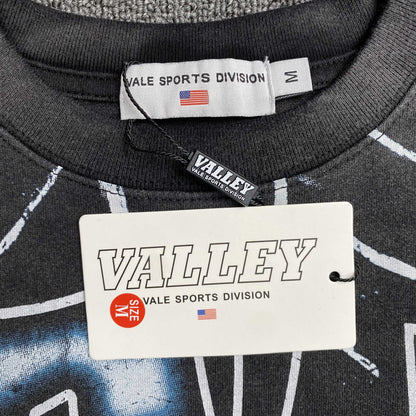 VALE SPORTS DIVISION
M
VALLEY
VALE SPORTS DIVISION
VALLEY
VALE SPORTS DIVISION
SIZE
M